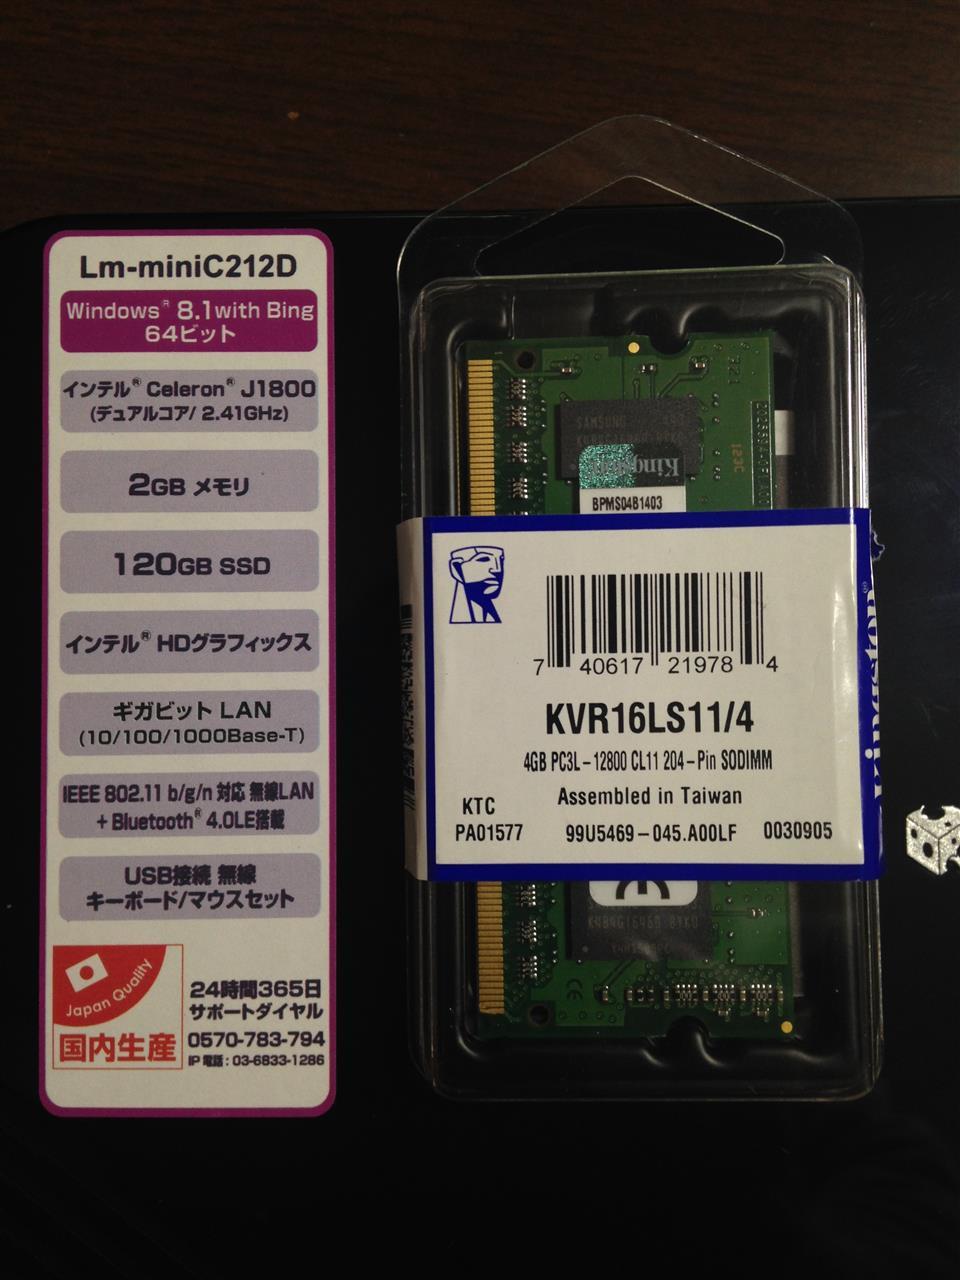 Lm-miniC212D
Windows® 8.1 with Bing
64ビット
インテル® Celeron® J1800
(デュアルコア/ 2.41GHz)
2GB メモリ
120GB SSD
インテル® HDグラフィックス
ギガビット LAN
(10/100/1000Base-T)
IEEE 802.11 b/g/n 対応 無線LAN
+ Bluetooth® 4.0LE搭載
USB接続 無線
キーボード/マウスセット
Japan Quality
国内生産
24時間365日
サポートダイヤル
0570-783-794
IP電話 : 03-6833-1286
SAMSUNG
Kingston
BPMS04B1403
7 40617 21978 4
KVR16LS11/4
4GB PC3L-12800 CL11 204-Pin SODIMM
Assembled in Taiwan
KTC
PA01577
99U5469-045.A00LF
0030905
Kingston